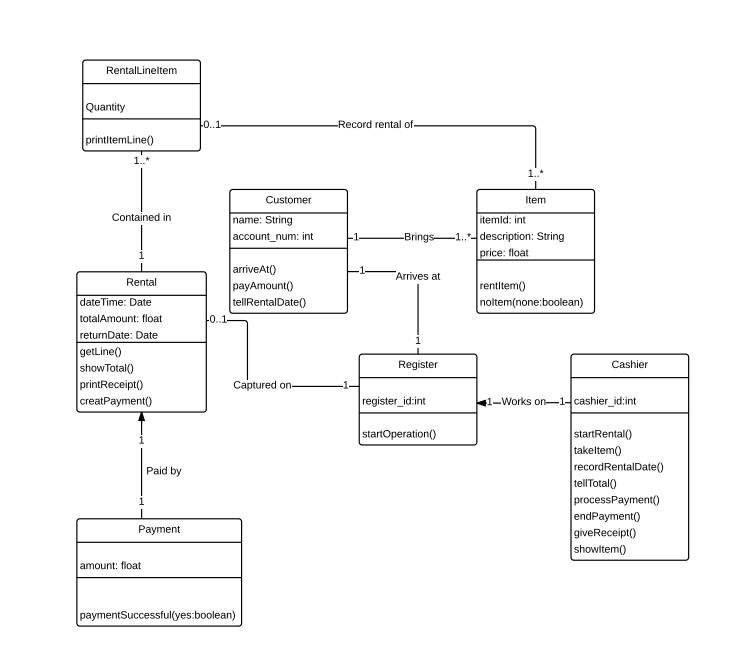 RentalLineItem
Quantity
printItemLine()
0..1
Record rental of
1..*
1..*
Contained in
1
Customer
name: String
account_num: int
arriveAt()
payAmount()
tellRentalDate()
1
Brings
1..*
Item
itemId: int
description: String
price: float
rentItem()
noItem(none:boolean)
1
Arrives at
1
Rental
dateTime: Date
totalAmount: float
returnDate: Date
getLine()
showTotal()
printReceipt()
creatPayment()
0..1
Captured on
1
Register
register_id:int
startOperation()
1
Works on
1
Cashier
cashier_id:int
startRental()
takeItem()
recordRentalDate()
tellTotal()
processPayment()
endPayment()
giveReceipt()
showItem()
1
Paid by
1
Payment
amount: float
paymentSuccessful(yes:boolean)